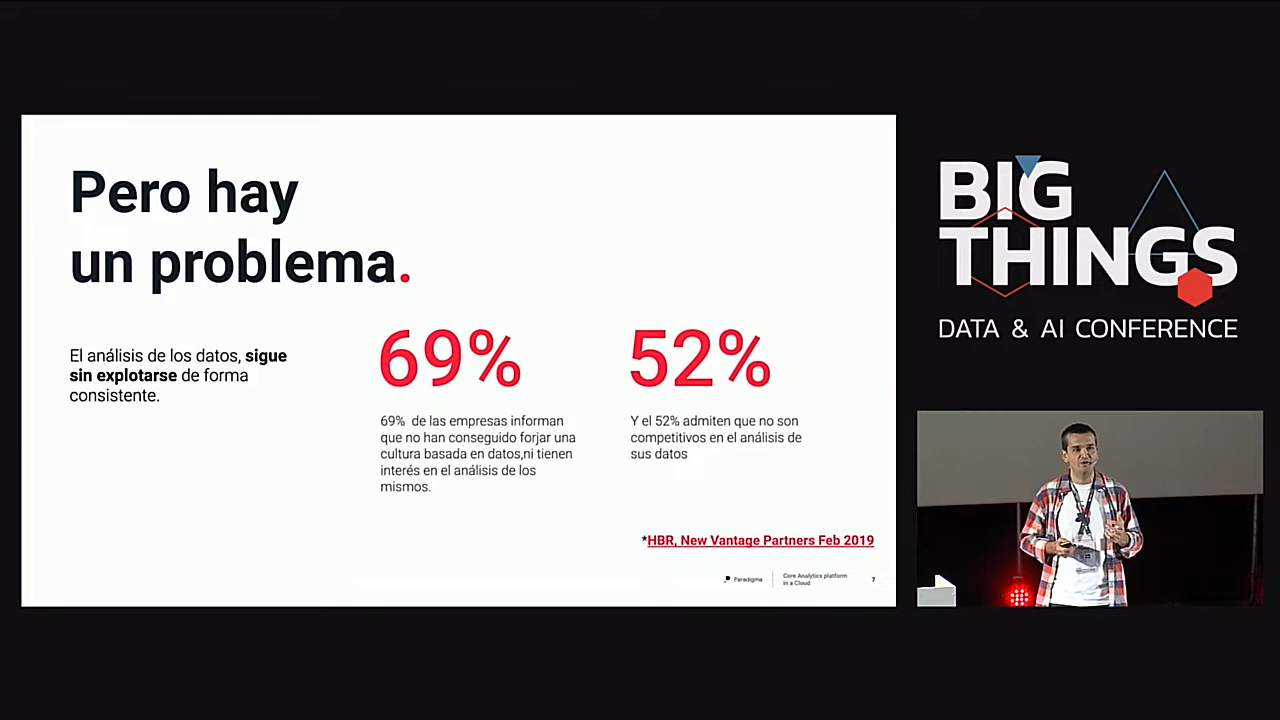 Pero hay
un problema.
El análisis de los datos, sigue
sin explotarse de forma
consistente.
69%
69% de las empresas informan
que no han conseguido forjar una
cultura basada en datos,ni tienen
interés en el análisis de los
mismos.
52%
Y el 52% admiten que no son
competitivos en el análisis de
sus datos
*HBR, New Vantage Partners Feb 2019
Paradigma
Core Analytics platform
in a Cloud
7
BIG
THINGS
DATA & AI CONFERENCE